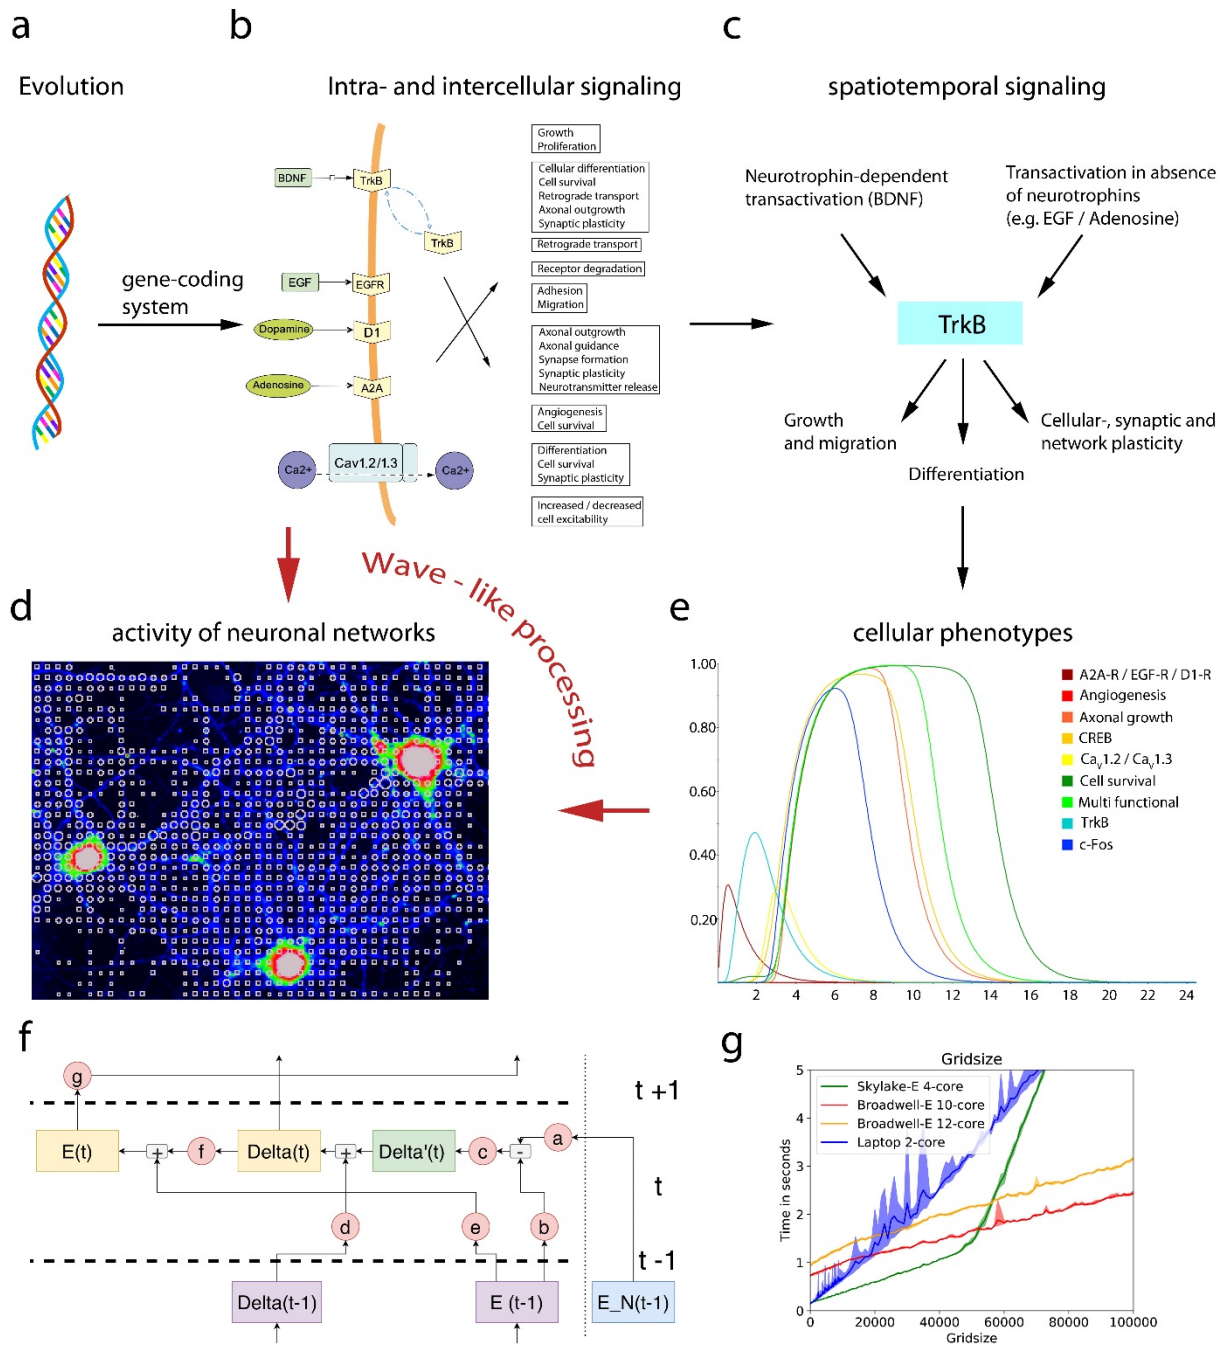 a
b
c
Evolution
Intra- and intercellular signaling
spatiotemporal signaling
gene-coding
system
BDNF
TrkB
TrkB
EGF
EGFR
Dopamine
D1
Adenosine
A2A
Ca2+
Cav1.2/1.3
Ca2+
Growth
Proliferation
Cellular differentiation
Cell survival
Retrograde transport
Axonal outgrowth
Synaptic plasticity
Retrograde transport
Receptor degradation
Adhesion
Migration
Axonal outgrowth
Axonal guidance
Synapse formation
Synaptic plasticity
Neurotransmitter release
Angiogenesis
Cell survival
Differentiation
Cell survival
Synaptic plasticity
Increased / decreased
cell excitability
Neurotrophin-dependent
transactivation (BDNF)
Transactivation in absence
of neurotrophins
(e.g. EGF / Adenosine)
TrkB
Growth
and migration
Differentiation
Cellular-, synaptic and
network plasticity
Wave - like processing
d
activity of neuronal networks
e
cellular phenotypes
1.00
0.80
0.60
0.40
0.20
2 4 6 8 10 12 14 16 18 20 22 24
A2A-R / EGF-R / D1-R
Angiogenesis
Axonal growth
CREB
Cav1.2 / Cav1.3
Cell survival
Multi functional
TrkB
c-Fos
f
g
t +1
E(t)
+
f
Delta(t)
+
Delta'(t)
c
-
a
t
d
e
b
t -1
Delta(t-1)
E (t-1)
E_N(t-1)
g
Gridsize
Skylake-E 4-core
Broadwell-E 10-core
Broadwell-E 12-core
Laptop 2-core
Time in seconds
5
4
3
2
1
0
0 20000 40000 60000 80000 100000
Gridsize